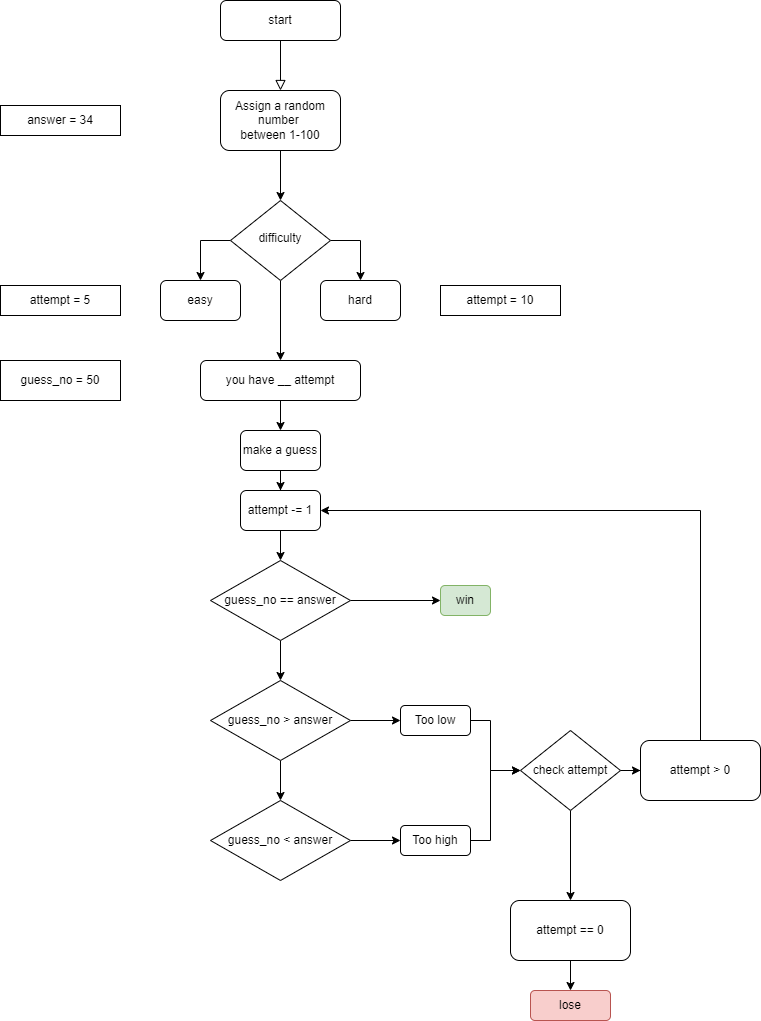 start
Assign a random
number
between 1-100
answer = 34
difficulty
attempt = 5
easy
hard
attempt = 10
guess_no = 50
you have __ attempt
make a guess
attempt -= 1
guess_no == answer
win
guess_no > answer
Too low
check attempt
attempt > 0
guess_no < answer
Too high
attempt == 0
lose